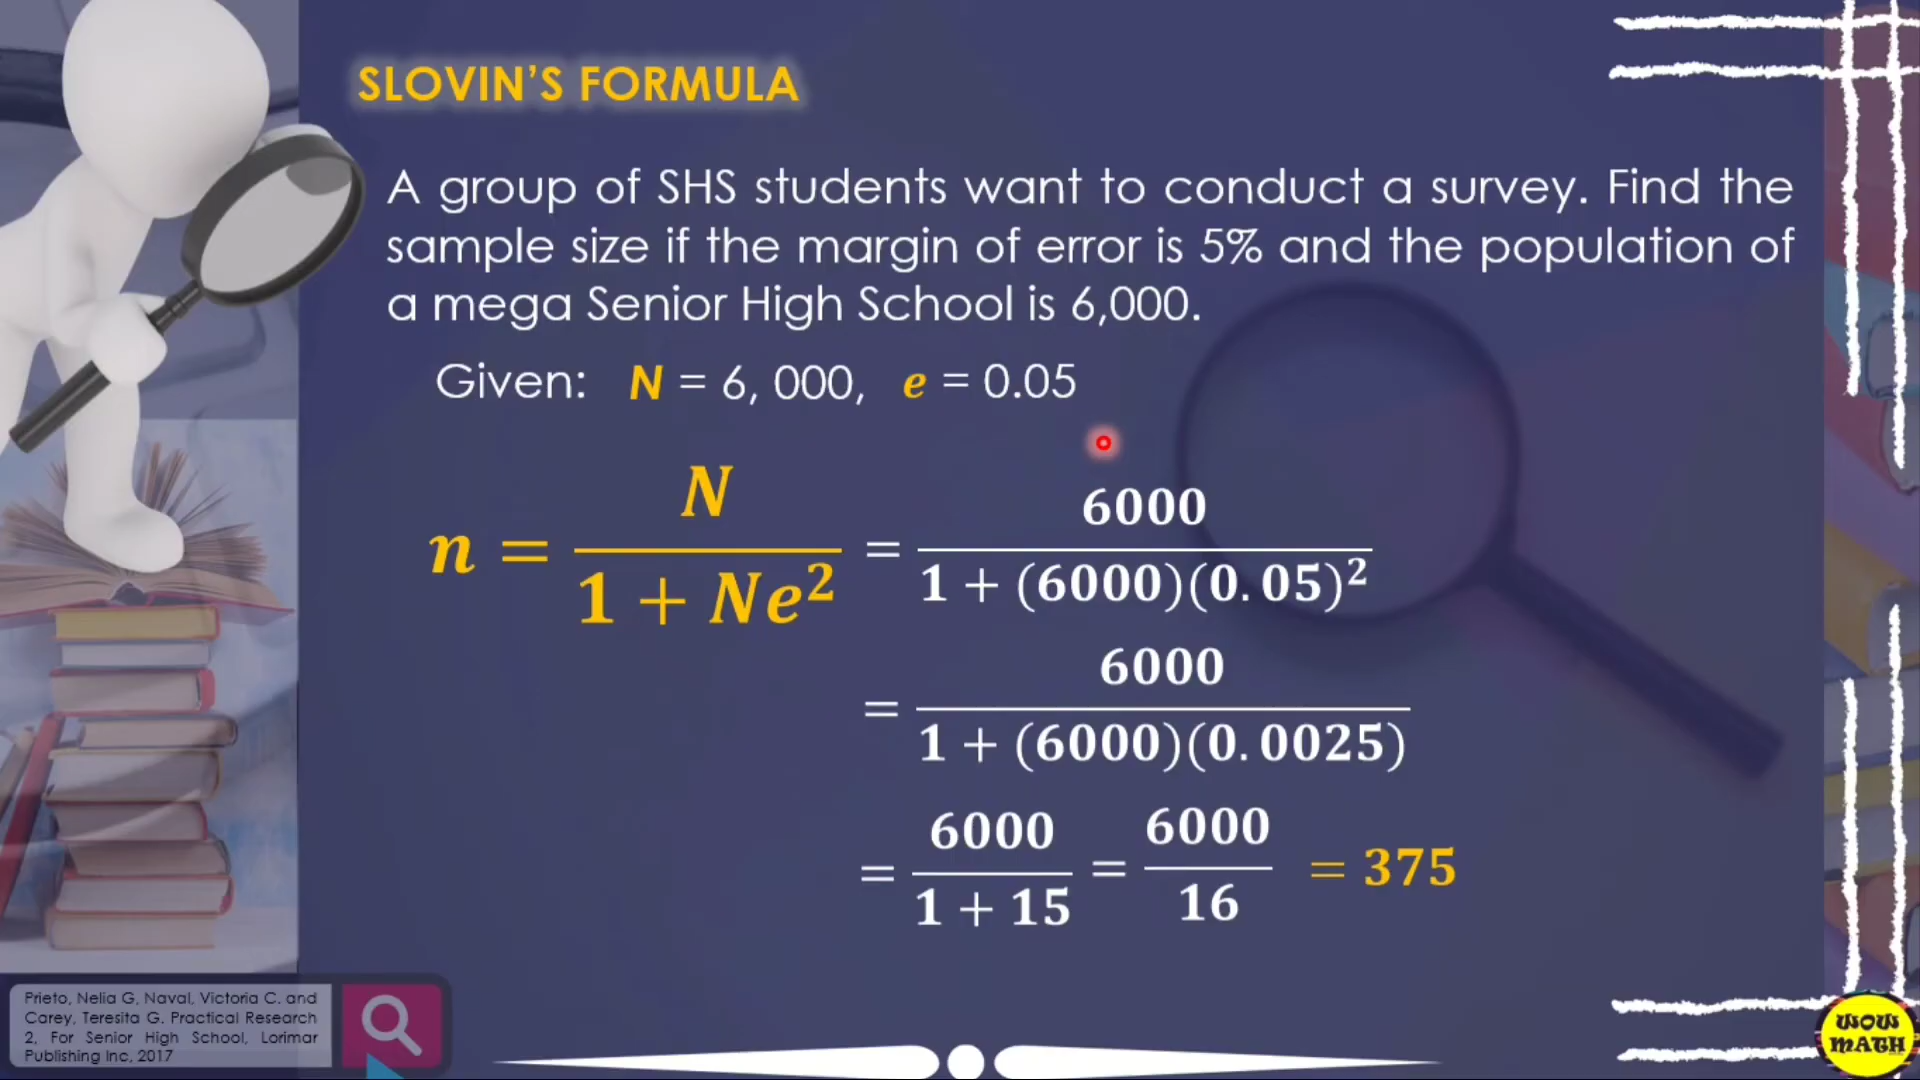 SLOVIN'S FORMULA
A group of SHS students want to conduct a survey. Find the
sample size if the margin of error is 5% and the population of
a mega Senior High School is 6,000.
Given: N = 6, 000, e = 0.05
n = N / 1 + Ne² = 6000 / 1 + (6000)(0.05)²
= 6000 / 1 + (6000)(0.0025)
= 6000 / 1 + 15 = 6000 / 16 = 375
Prieto, Nelia G, Naval, Victoria C. and
Carey, Teresita G. Practical Research
2, For Senior High School, Lorimar
Publishing Inc, 2017
WOW
MATH